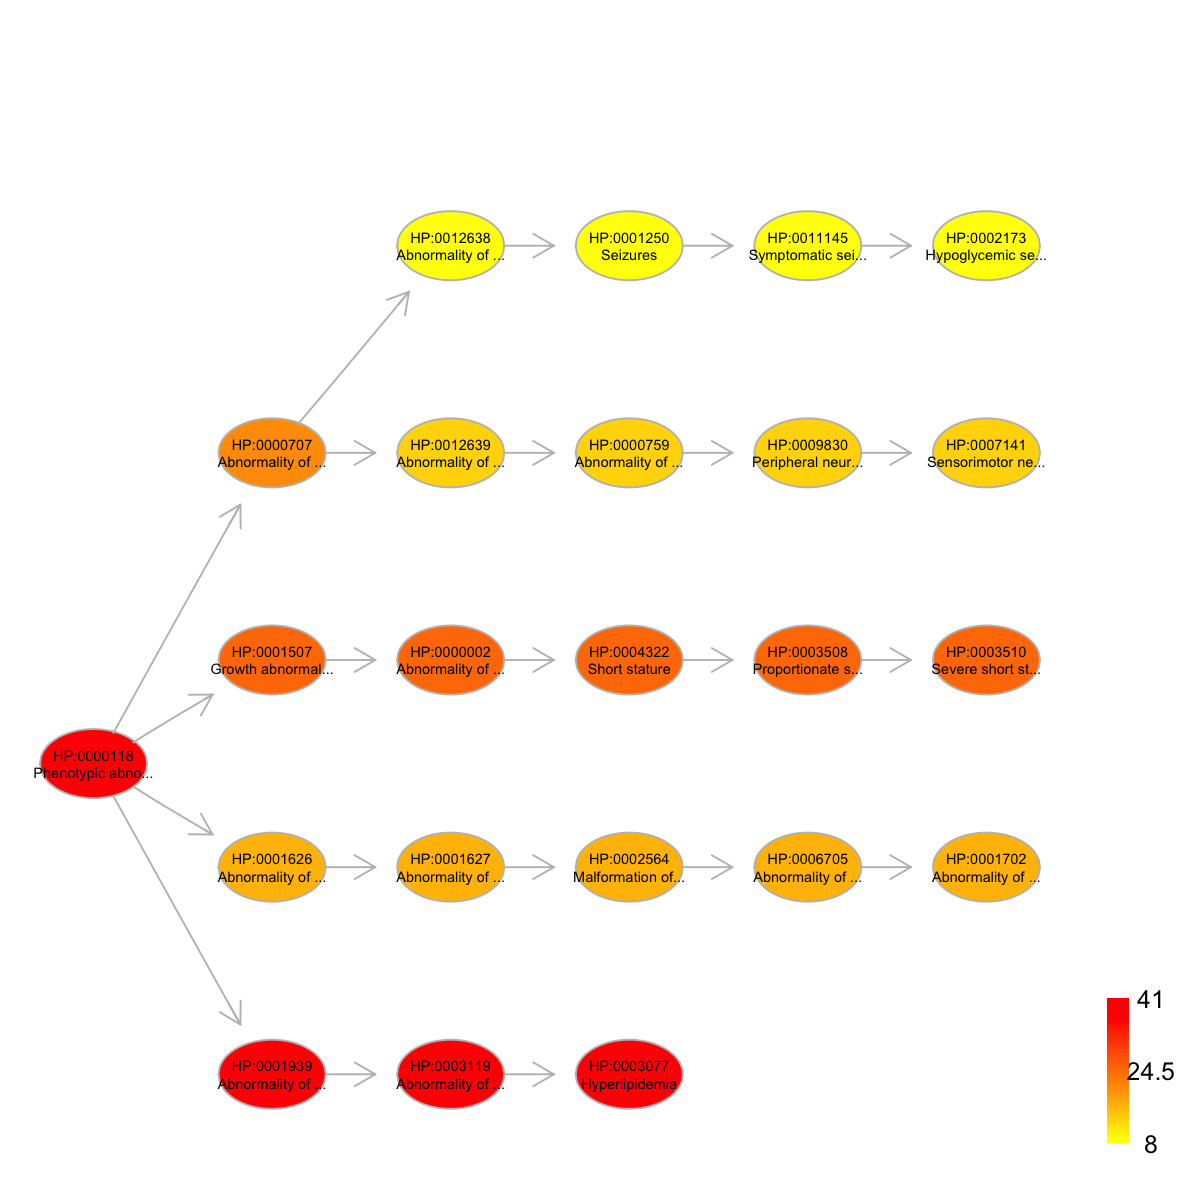 HP:0012638
Abnormality of ...
HP:0001250
Seizures
HP:0011145
Symptomatic sei...
HP:0002173
Hypoglycemic se...
HP:0000707
Abnormality of ...
HP:0012639
Abnormality of ...
HP:0000759
Abnormality of ...
HP:0009830
Peripheral neur...
HP:0007141
Sensorimotor ne...
HP:0001507
Growth abnormal...
HP:0000002
Abnormality of ...
HP:0004322
Short stature
HP:0003508
Proportionate s...
HP:0003510
Severe short st...
HP:0000118
Phenotypic abno...
HP:0001626
Abnormality of ...
HP:0001627
Abnormality of ...
HP:0002564
Malformation of...
HP:0006705
Abnormality of ...
HP:0001702
Abnormality of ...
HP:0001939
Abnormality of ...
HP:0003119
Abnormality of ...
HP:0003077
Hyperlipidemia
41
24.5
8